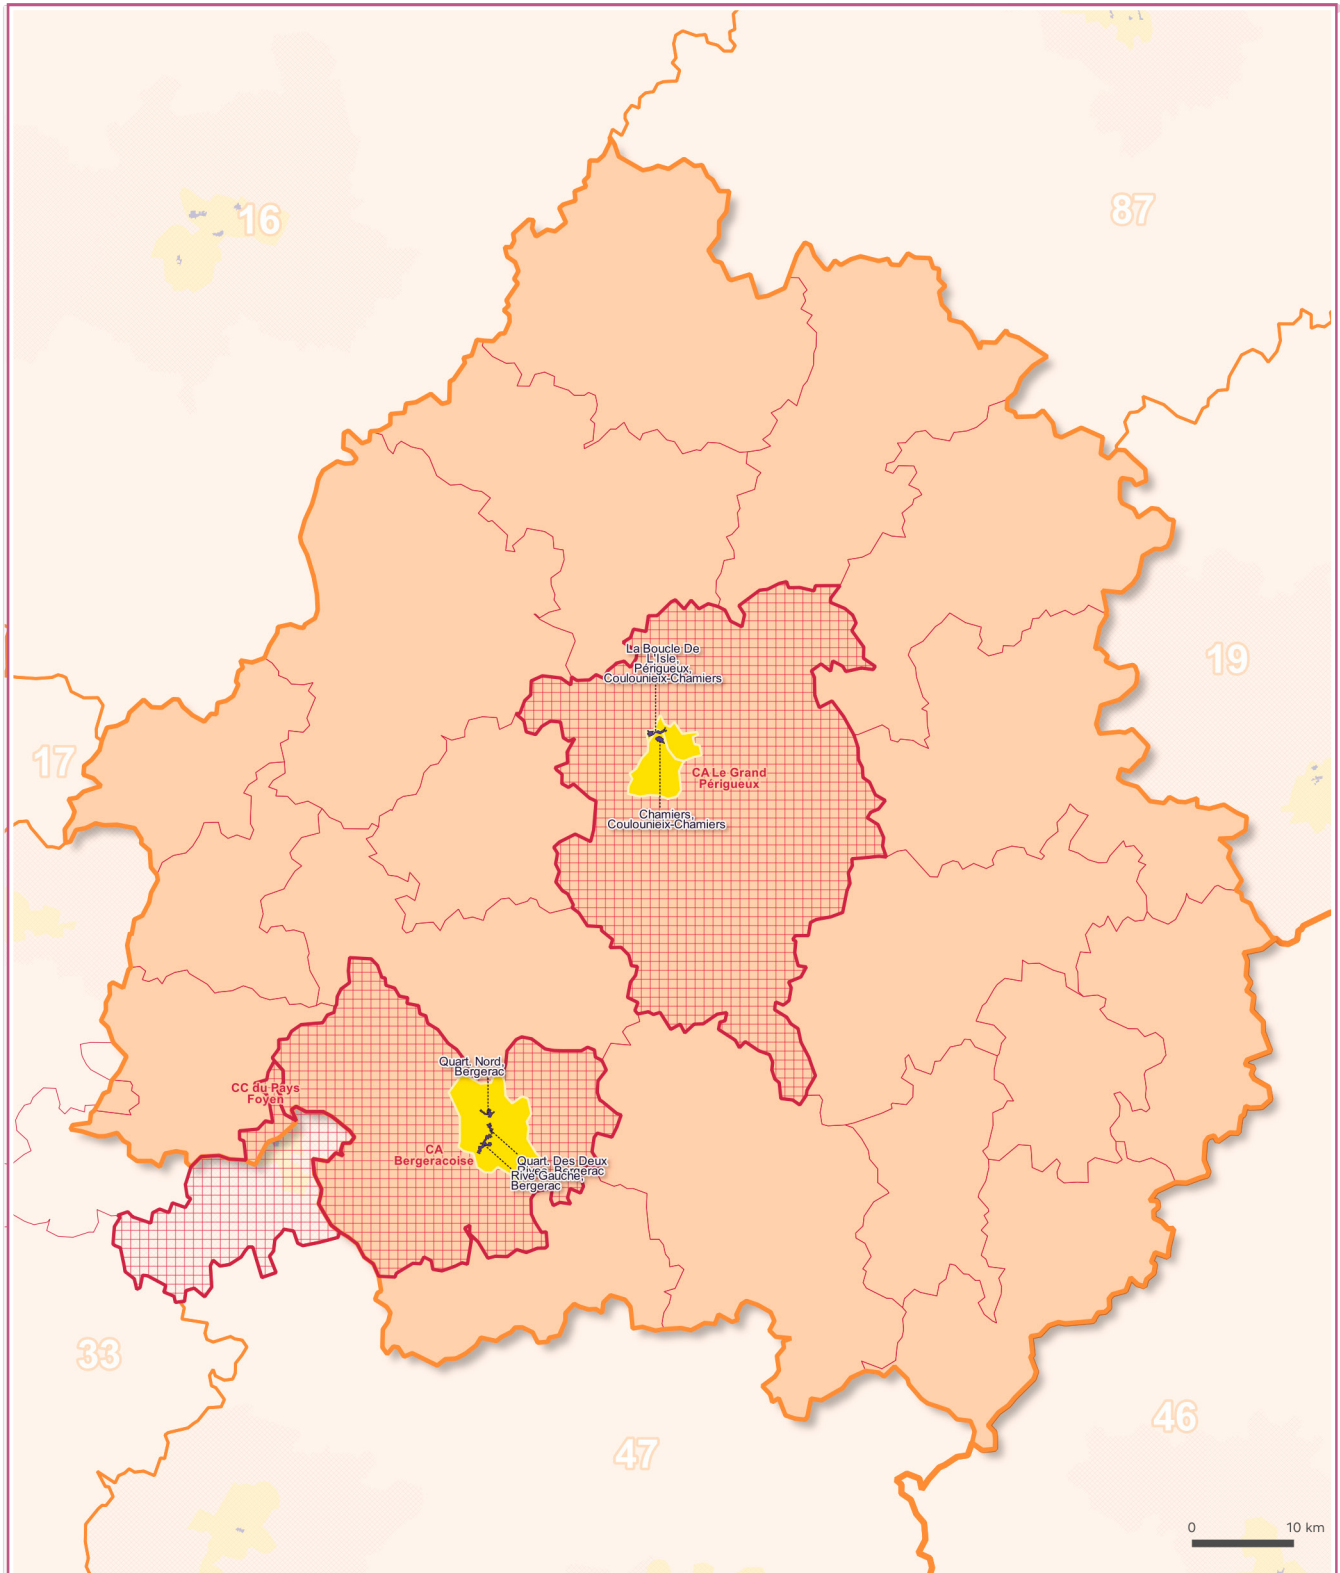 16
87
19
17
La Boucle De
L'Isle,
Périgueux,
Coulounieix-Chamiers
CA Le Grand
Périgueux
Chamiers,
Coulounieix-Chamiers
Quart. Nord,
Bergerac
CC du Pays
Foyen
CA
Bergeracoise
Quart. Des Deux
Rives, Bergerac
Rive Gauche,
Bergerac
33
47
46
0 10 km